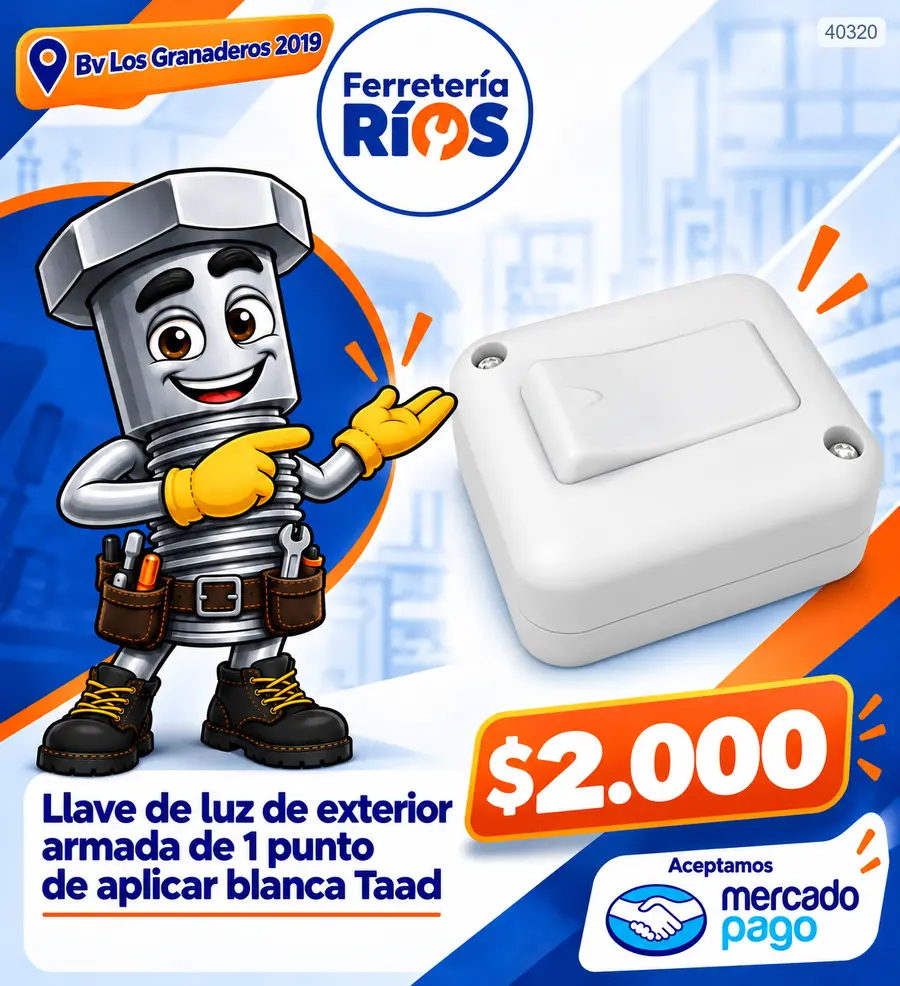 Bv Los Granaderos 2019
40320
Ferretería
Ríos
$2.000
Llave de luz de exterior
armada de 1 punto
de aplicar blanca Taad
Aceptamos
mercado
pago